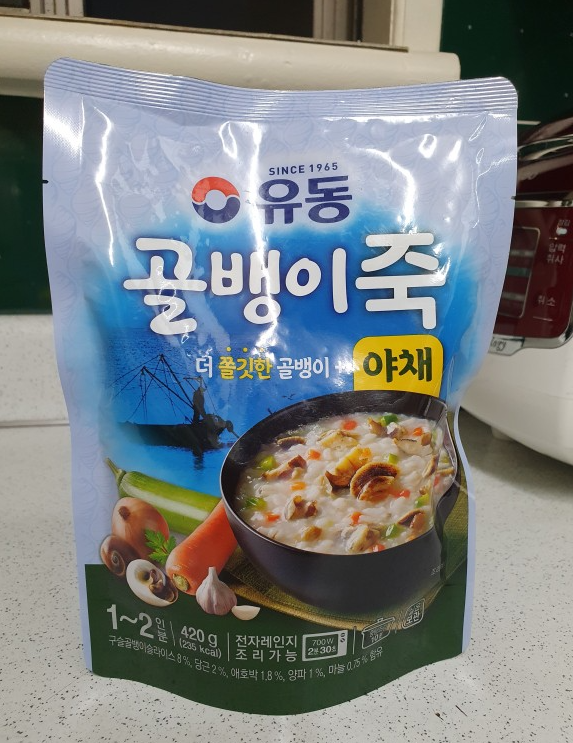 SINCE 1965
유동
골뱅이죽
더 쫄깃한 골뱅이 + 야채
1~2인분
420 g
(235 kcal)
전자레인지
조리가능
700W
2분 30초
구슬골뱅이슬라이스 8 %, 당근 2 %, 애호박 1.8 %, 양파 1 %, 마늘 0.75 % 함유
취소